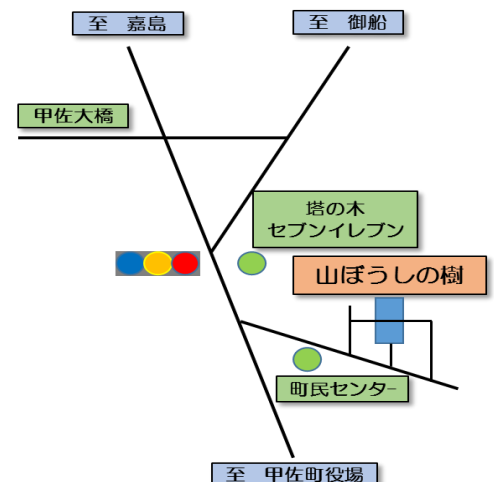 至　嘉島
至　御船
甲佐大橋
塔の木
セブンイレブン
山ぼうしの樹
町民センター
至　甲佐町役場